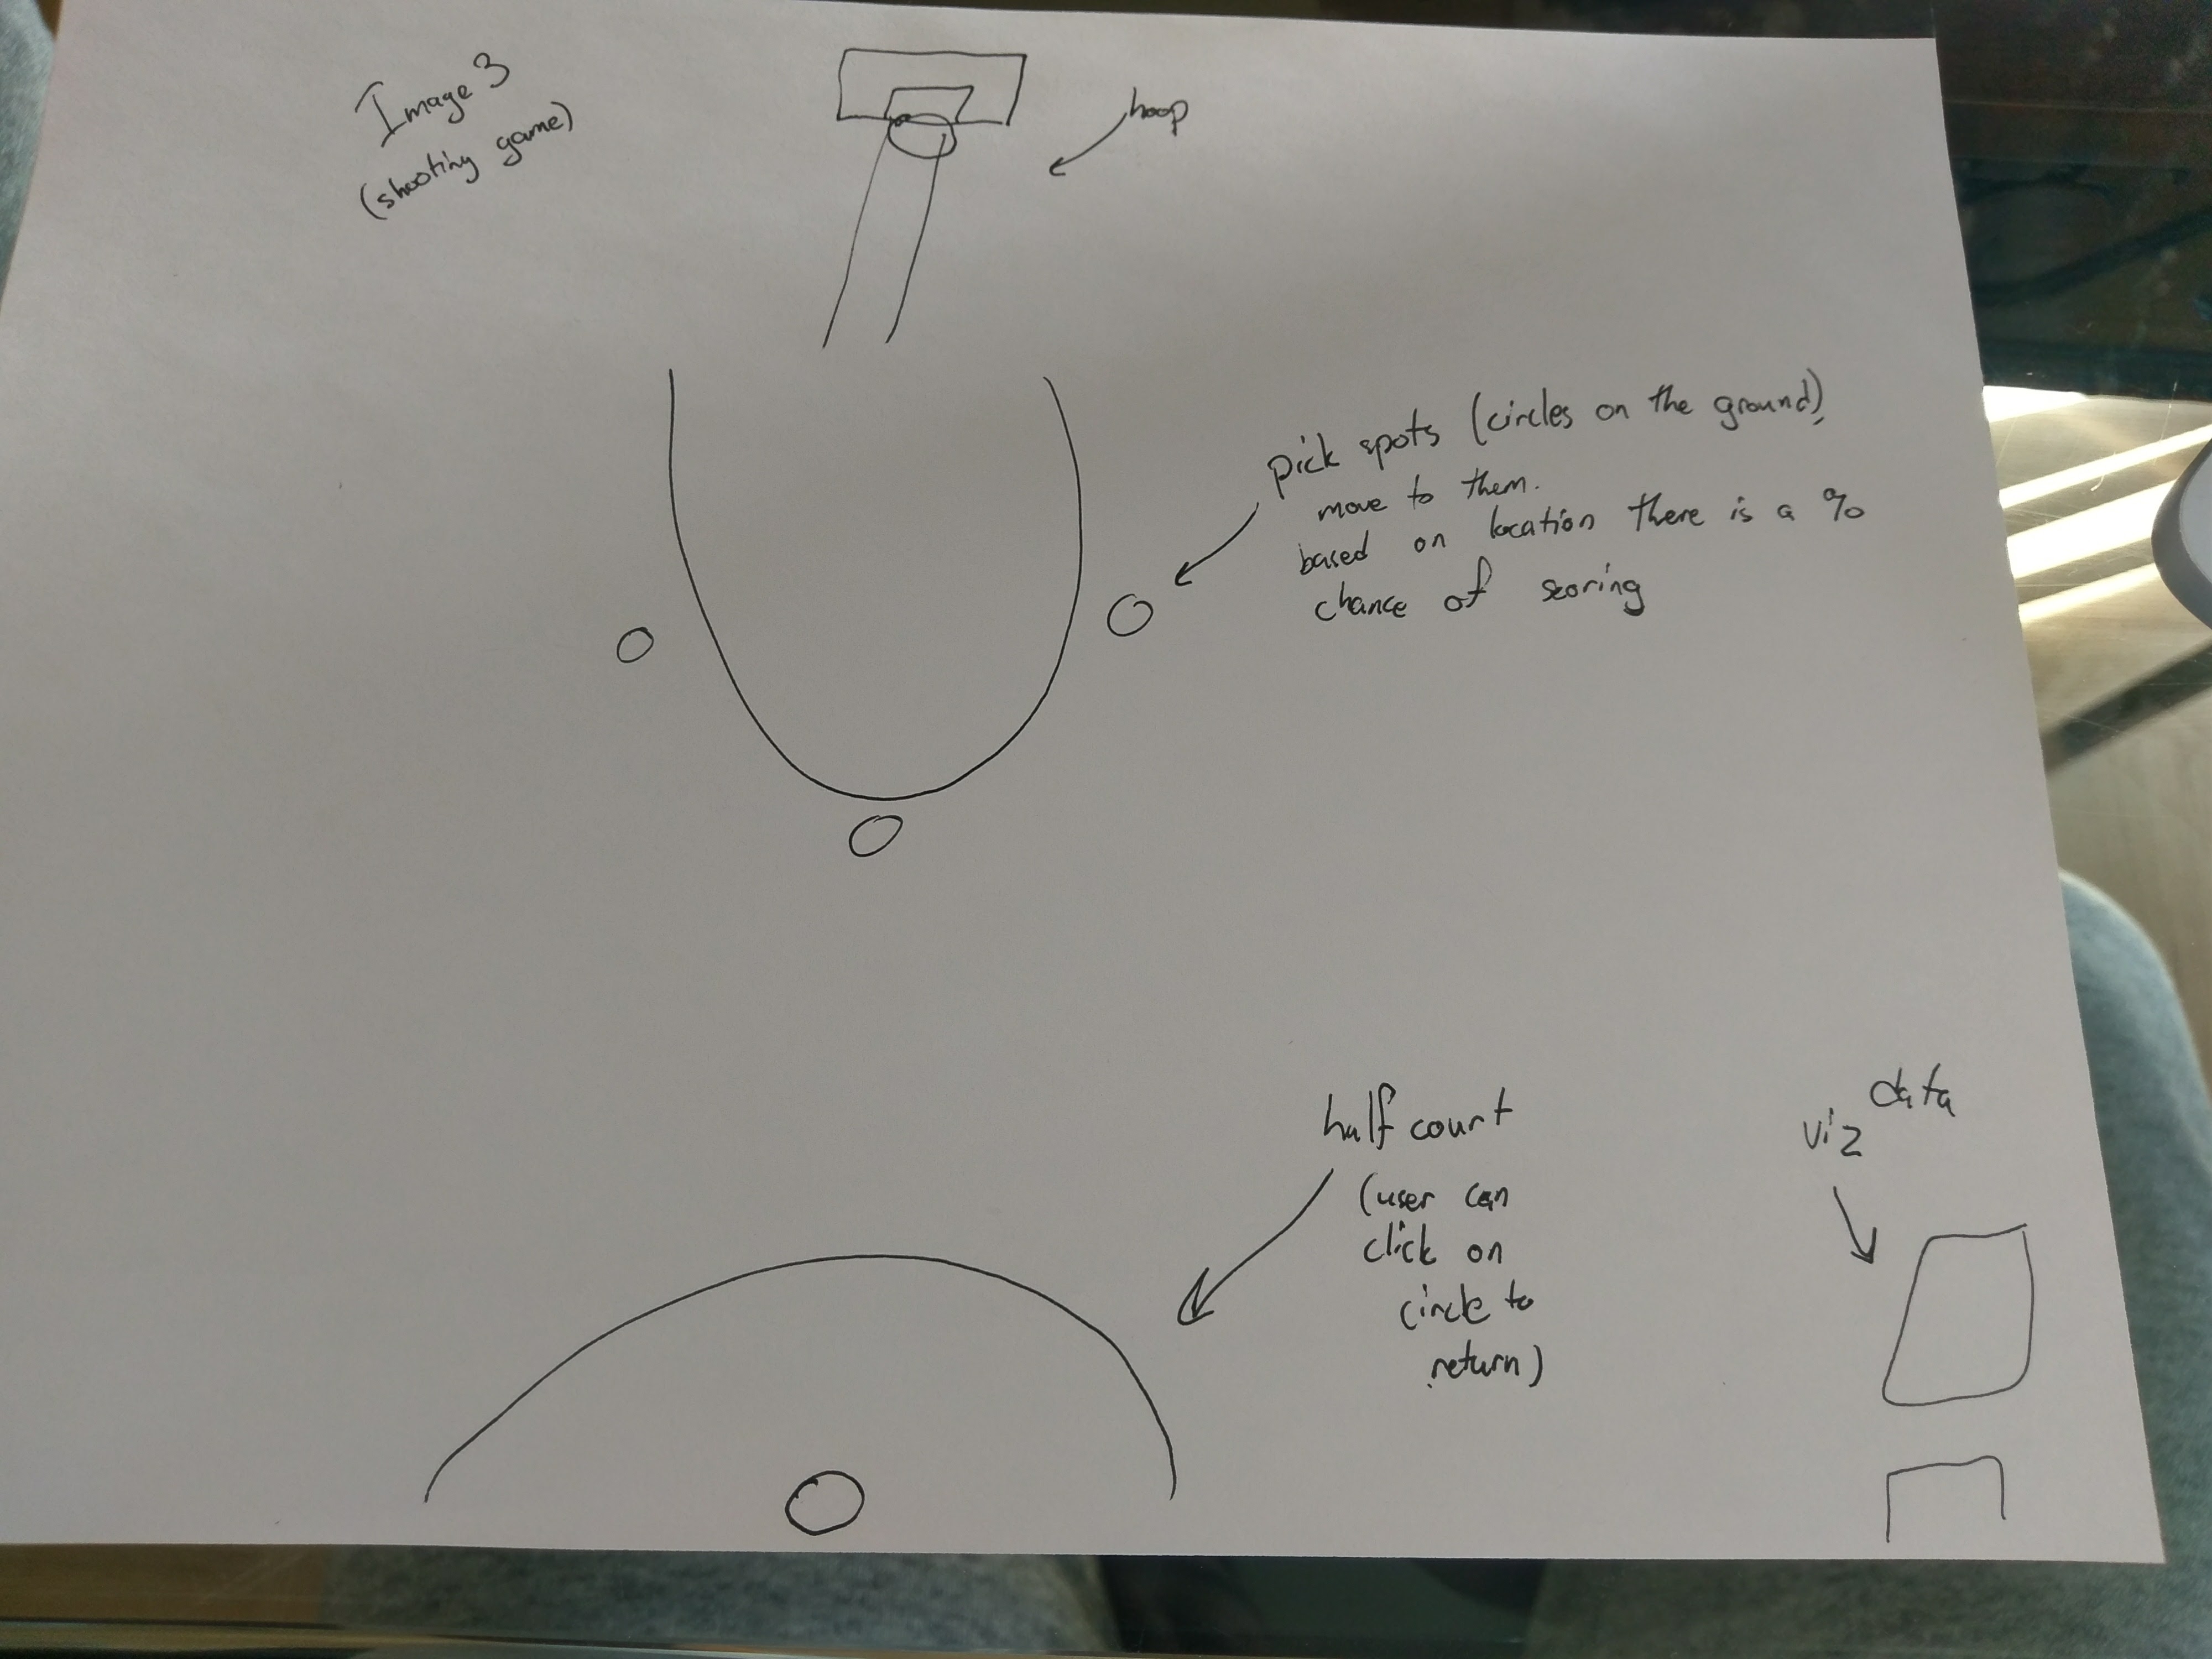 Image 3
(shooting game)
hoop
pick spots (circles on the ground),
move to them.
based on location there is a %
chance of scoring
half court
(user can
click on
circle to
return)
data
viz